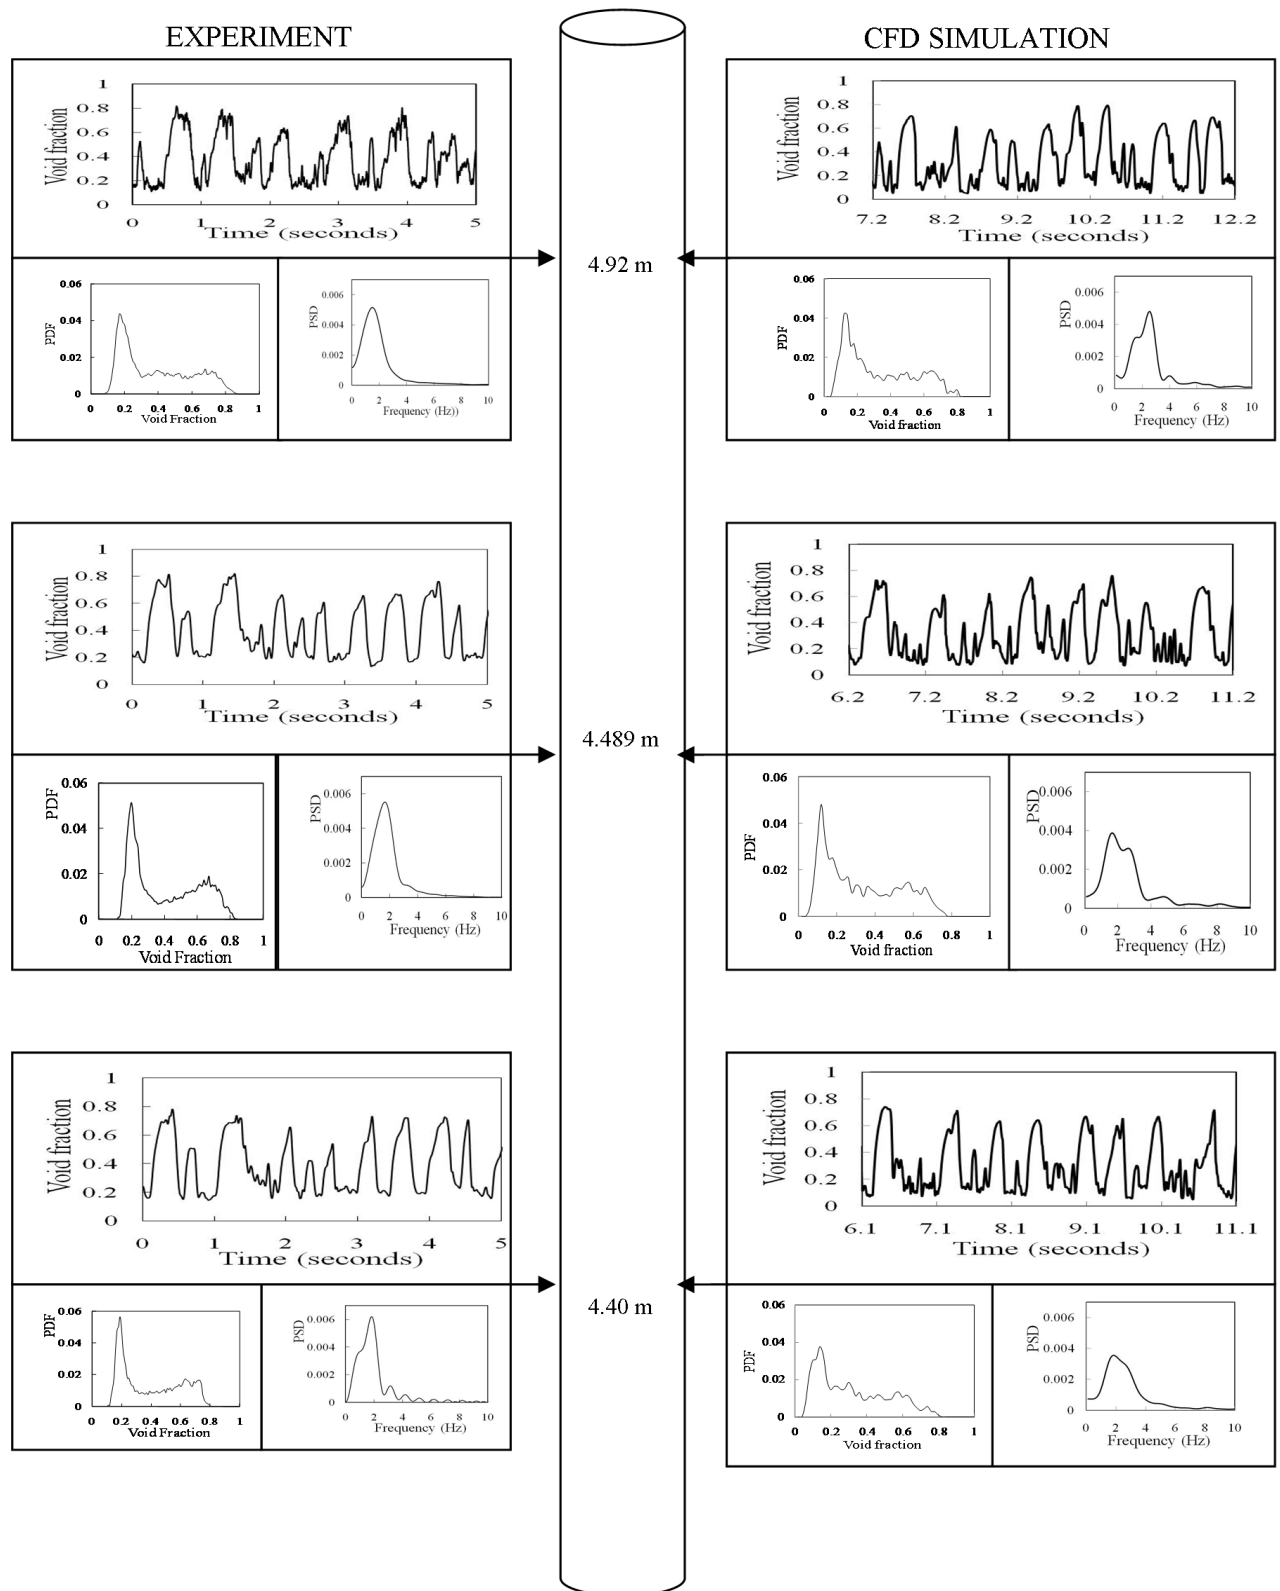 EXPERIMENT
CFD SIMULATION
Void fraction
1
0.8
0.6
0.4
0.2
0
0 1 2 3 4 5
Time (seconds)
Void fraction
1
0.8
0.6
0.4
0.2
0
7.2 8.2 9.2 10.2 11.2 12.2
Time (seconds)
4.92 m
PDF
0.06
0.04
0.02
0
0 0.2 0.4 0.6 0.8 1
Void Fraction
PSD
0.006
0.004
0.002
0
0 2 4 6 8 10
Frequency (Hz))
PDF
0.06
0.04
0.02
0
0 0.2 0.4 0.6 0.8 1
Void fraction
PSD
0.006
0.004
0.002
0
0 2 4 6 8 10
Frequency (Hz)
Void fraction
1
0.8
0.6
0.4
0.2
0
0 1 2 3 4 5
Time (seconds)
Void fraction
1
0.8
0.6
0.4
0.2
0
6.2 7.2 8.2 9.2 10.2 11.2
Time (seconds)
4.489 m
PDF
0.06
0.04
0.02
0
0 0.2 0.4 0.6 0.8 1
Void Fraction
PSD
0.006
0.004
0.002
0
0 2 4 6 8 10
Frequency (Hz)
PDF
0.06
0.04
0.02
0
0 0.2 0.4 0.6 0.8 1
Void fraction
PSD
0.006
0.004
0.002
0
0 2 4 6 8 10
Frequency (Hz)
Void fraction
1
0.8
0.6
0.4
0.2
0
0 1 2 3 4 5
Time (seconds)
Void fraction
1
0.8
0.6
0.4
0.2
0
6.1 7.1 8.1 9.1 10.1 11.1
Time (seconds)
4.40 m
PDF
0.06
0.04
0.02
0
0 0.2 0.4 0.6 0.8 1
Void Fraction
PSD
0.006
0.004
0.002
0
0 2 4 6 8 10
Frequency (Hz)
PDF
0.06
0.04
0.02
0
0 0.2 0.4 0.6 0.8 1
Void fraction
PSD
0.006
0.004
0.002
0
0 2 4 6 8 10
Frequency (Hz)